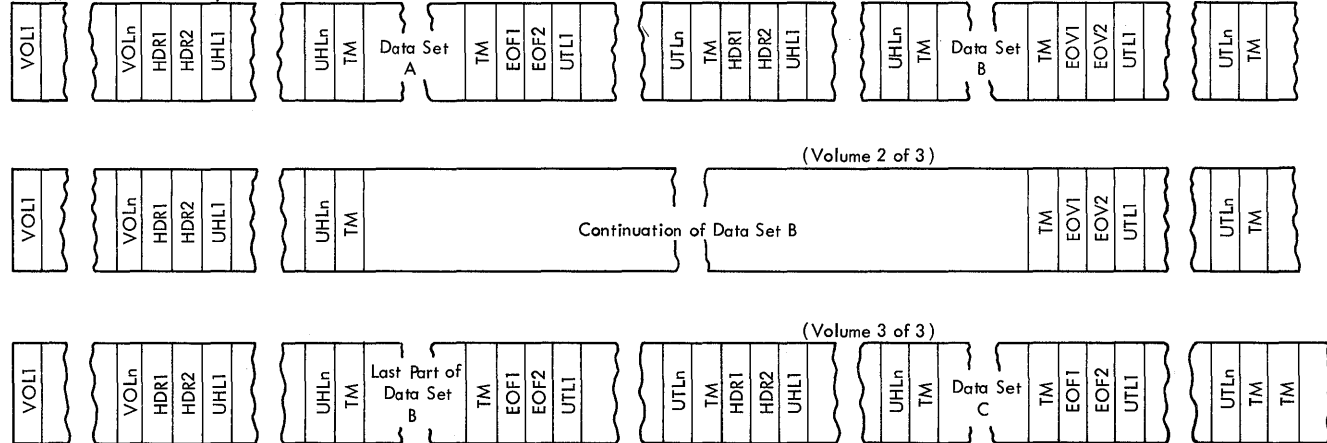 VOL1 VOLn HDR1 HDR2 UHL1 UHLn TM Data Set A TM EOF1 EOF2 UTL1 UTLn TM HDR1 HDR2 UHL1 UHLn TM Data Set B TM EOV1 EOV2 UTL1 UTLn TM
(Volume 2 of 3)
VOL1 VOLn HDR1 HDR2 UHL1 UHLn TM Continuation of Data Set B TM EOV1 EOV2 UTL1 UTLn TM
(Volume 3 of 3)
VOL1 VOLn HDR1 HDR2 UHL1 UHLn TM Last Part of Data Set B TM EOF1 EOF2 UTL1 UTLn TM HDR1 HDR2 UHL1 UHLn TM Data Set C TM EOF1 EOF2 UTL1 UTLn TM TM